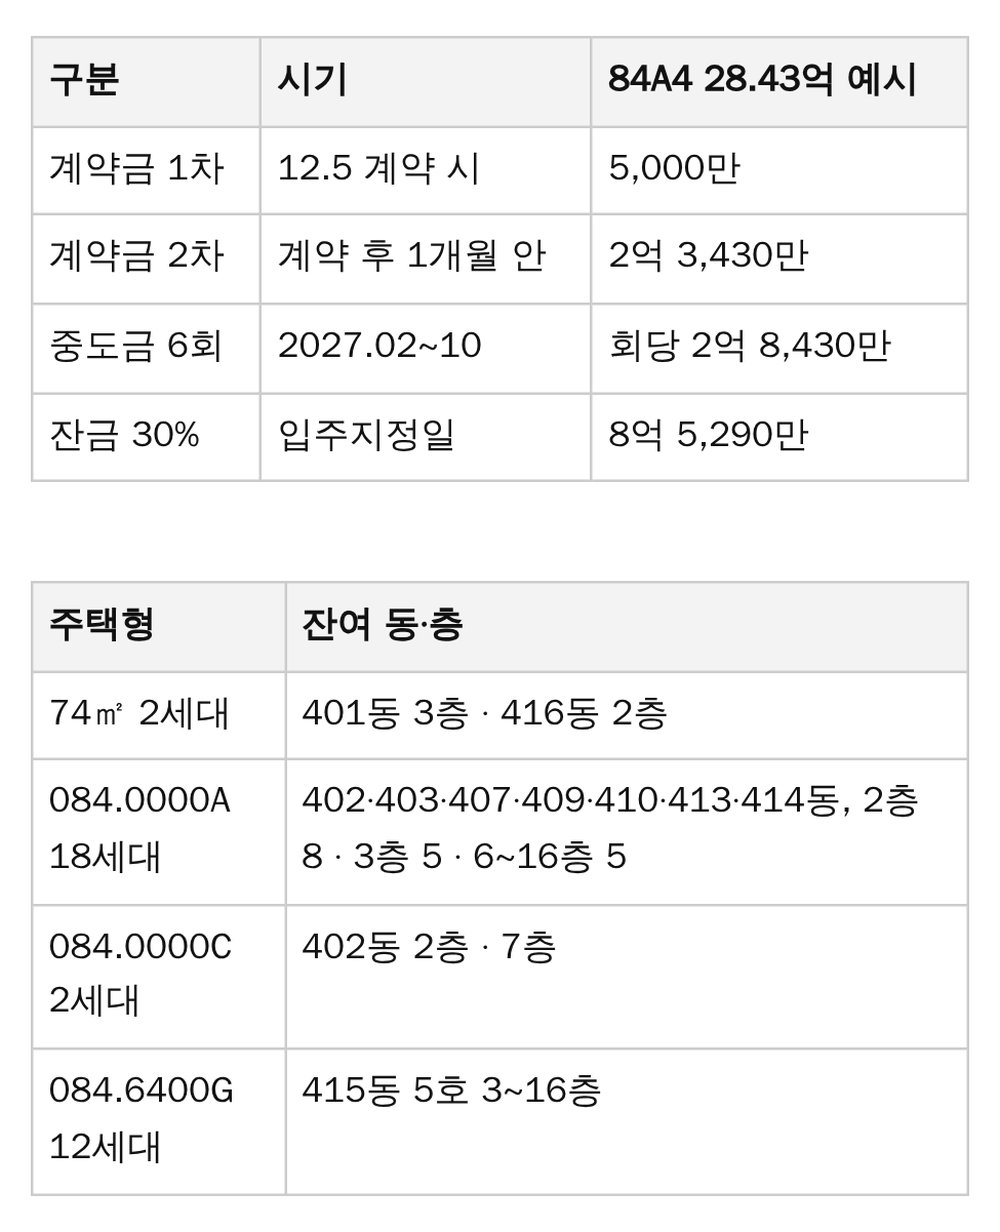 구분 시기 84A4 28.43억 예시
계약금 1차 12.5 계약 시 5,000만
계약금 2차 계약 후 1개월 안 2억 3,430만
중도금 6회 2027.02~10 회당 2억 8,430만
잔금 30% 입주지정일 8억 5,290만
주택형 잔여 동·층
74㎡ 2세대 401동 3층 · 416동 2층
084.0000A 402·403·407·409·410·413·414동, 2층
18세대 8 · 3층 5 · 6~16층 5
084.0000C 402동 2층 · 7층
2세대
084.6400G 415동 5호 3~16층
12세대